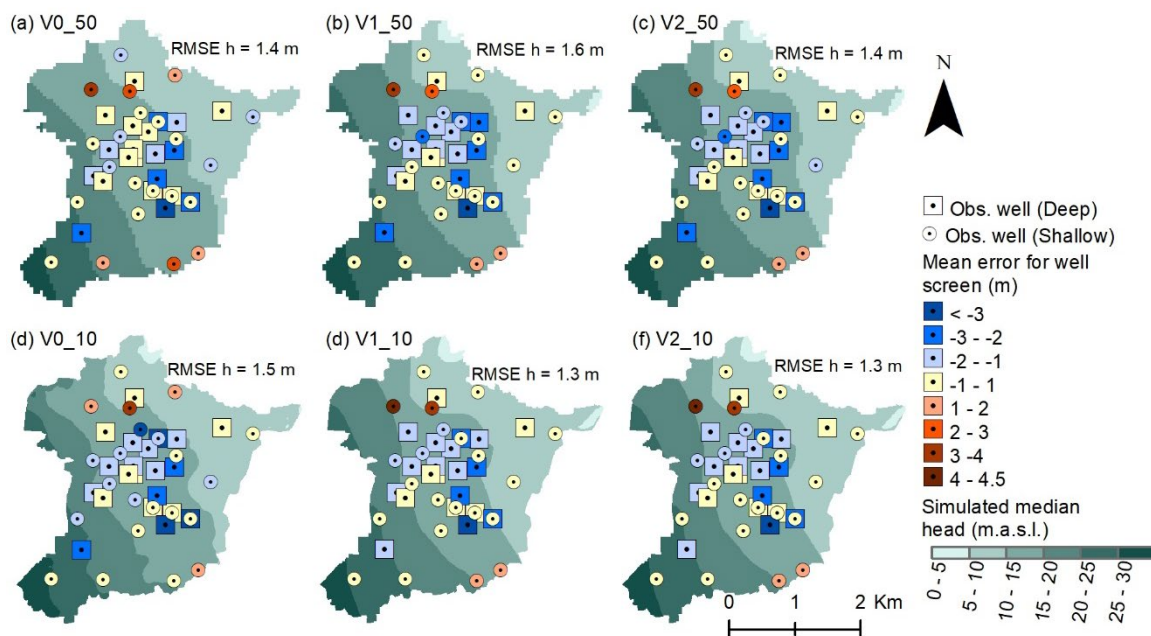 (a) V0_50
RMSE h = 1.4 m
(b) V1_50
RMSE h = 1.6 m
(c) V2_50
RMSE h = 1.4 m
N
Obs. well (Deep)
Obs. well (Shallow)
Mean error for well
screen (m)
< -3
-3 - -2
-2 - -1
-1 - 1
1 - 2
2 - 3
3 - 4
4 - 4.5
Simulated median
head (m.a.s.l.)
0 - 5
5 - 10
10 - 15
15 - 20
20 - 25
25 - 30
(d) V0_10
RMSE h = 1.5 m
(d) V1_10
RMSE h = 1.3 m
(f) V2_10
RMSE h = 1.3 m
0 1 2 Km